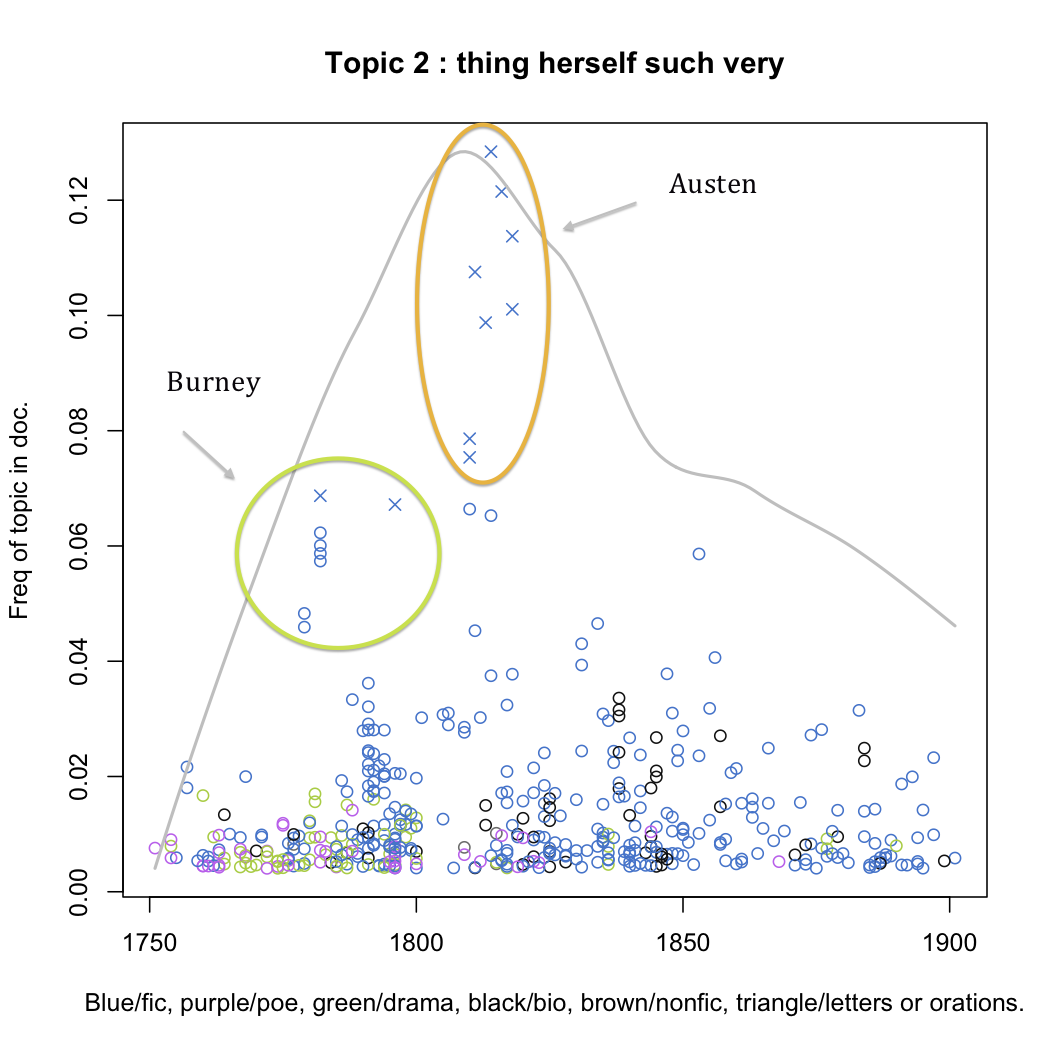 Topic 2 : thing herself such very
Austen
Burney
Freq of topic in doc.
0.12
0.10
0.08
0.06
0.04
0.02
0.00
1750
1800
1850
1900
Blue/fic, purple/poe, green/drama, black/bio, brown/nonfic, triangle/letters or orations.